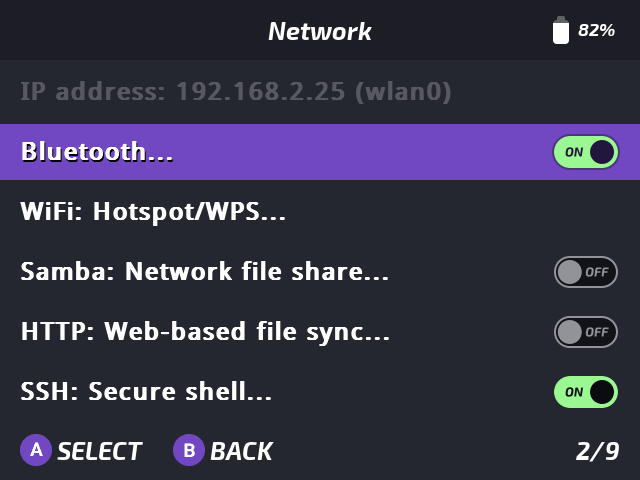 Network
82%
IP address: 192.168.2.25 (wlan0)
Bluetooth...
ON
WiFi: Hotspot/WPS...
Samba: Network file share...
OFF
HTTP: Web-based file sync...
OFF
SSH: Secure shell...
ON
A SELECT
B BACK
2/9